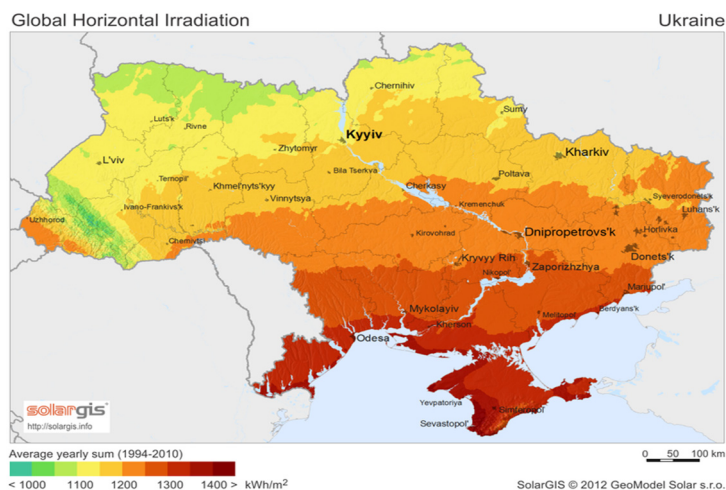 Global Horizontal Irradiation
Ukraine
Chernihiv
Sumy
Luts'k
Rivne
Kyyiv
Zhytomyr
Kharkiv
L'viv
Bila Tserkva
Poltava
Ternopil'
Khmel'nyts'kyy
Cherkasy
Syeverodonets'k
Vinnytsya
Kremenchuk
Ivano-Frankivs'k
Luhans'k
Uzhhorod
Chernivtsi
Kirovohrad
Dnipropetrovs'k
Horlivka
Donets'k
Kryvyy Rih
Zaporizhzhya
Nikopol'
Mariupol'
Mykolayiv
Berdyans'k
Melitopol'
Kherson
Odesa
Yevpatoriya
Simferopol'
Sevastopol'
solargis
http://solargis.info
Average yearly sum (1994-2010)
< 1000 1100 1200 1300 1400 > kWh/m²
0 50 100 km
SolarGIS © 2012 GeoModel Solar s.r.o.